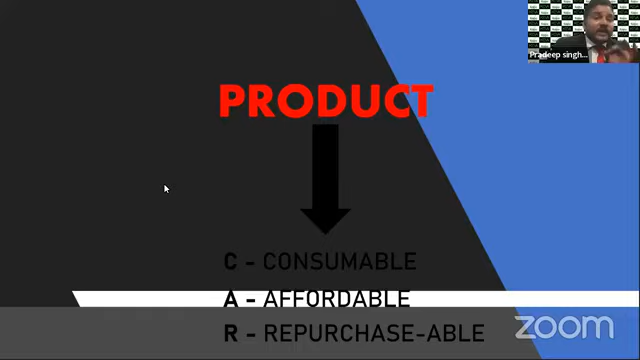 Pradeep singh...
PRODUCT
C - CONSUMABLE
A - AFFORDABLE
R - REPURCHASE-ABLE
zoom